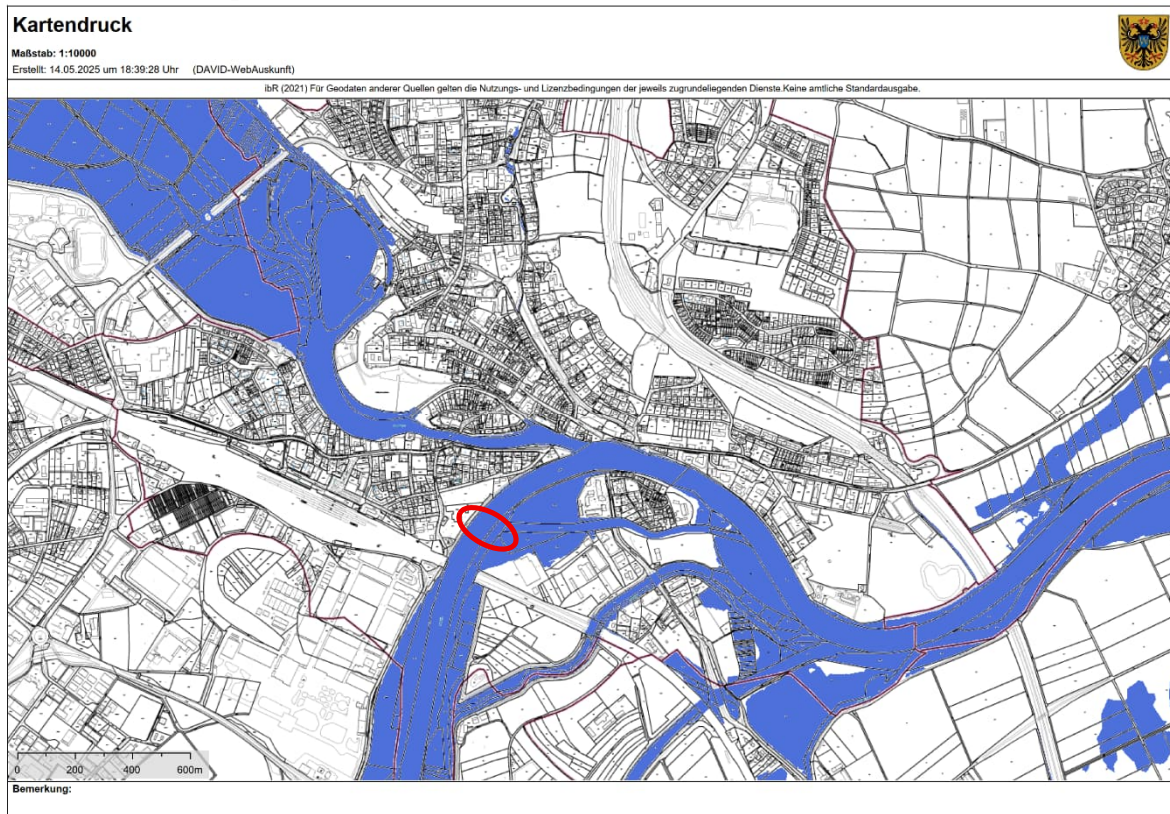 Kartendruck
Maßstab: 1:10000
Erstellt: 14.05.2025 um 18:39:28 Uhr (DAVID-WebAuskunft)
ibR (2021) Für Geodaten anderer Quellen gelten die Nutzungs- und Lizenzbedingungen der jeweils zugrundeliegenden Dienste.Keine amtliche Standardausgabe.
0 200 400 600m
Bemerkung: